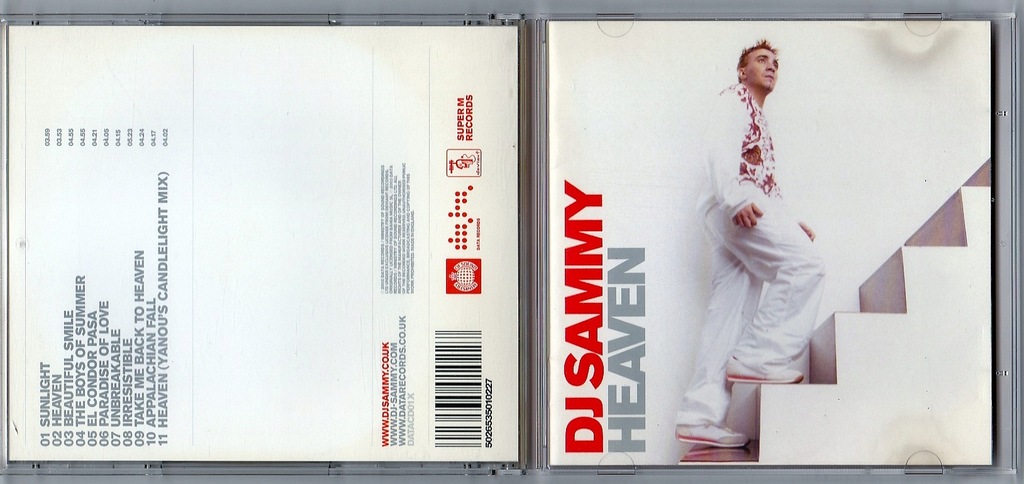 DJ SAMMY
HEAVEN
01 SUNLIGHT 03.59
02 HEAVEN 03.53
03 BEAUTIFUL SMILE 04.55
04 THE BOYS OF SUMMER 04.55
05 EL CONDOR PASA 04.21
06 PARADISE OF LOVE 04.05
07 UNBREAKABLE 04.15
08 IRRESISTIBLE 05.23
09 TAKE ME BACK TO HEAVEN 04.24
10 APPALACHIAN FALL 04.17
11 HEAVEN (YANOU'S CANDLELIGHT MIX) 04.02
WWW.DJSAMMY.CO.UK
WWW.DJ-SAMMY.COM
WWW.DATARECORDS.CO.UK
DATACD01X
DATA RECORDS
SUPER M
RECORDS
5026535010227